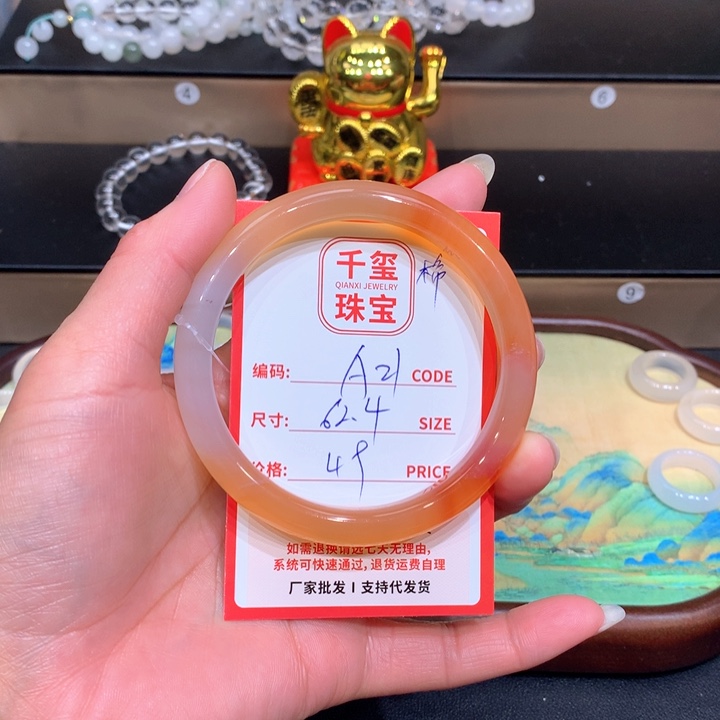 4
6
9
千玺
QIANXI JEWELRY
珠宝
编码: A21 CODE
尺寸: 62.4 SIZE
价格: 49 PRICE
如需退换请选七天无理由,
系统可快速通过,退货运费自理
厂家批发 I 支持代发货